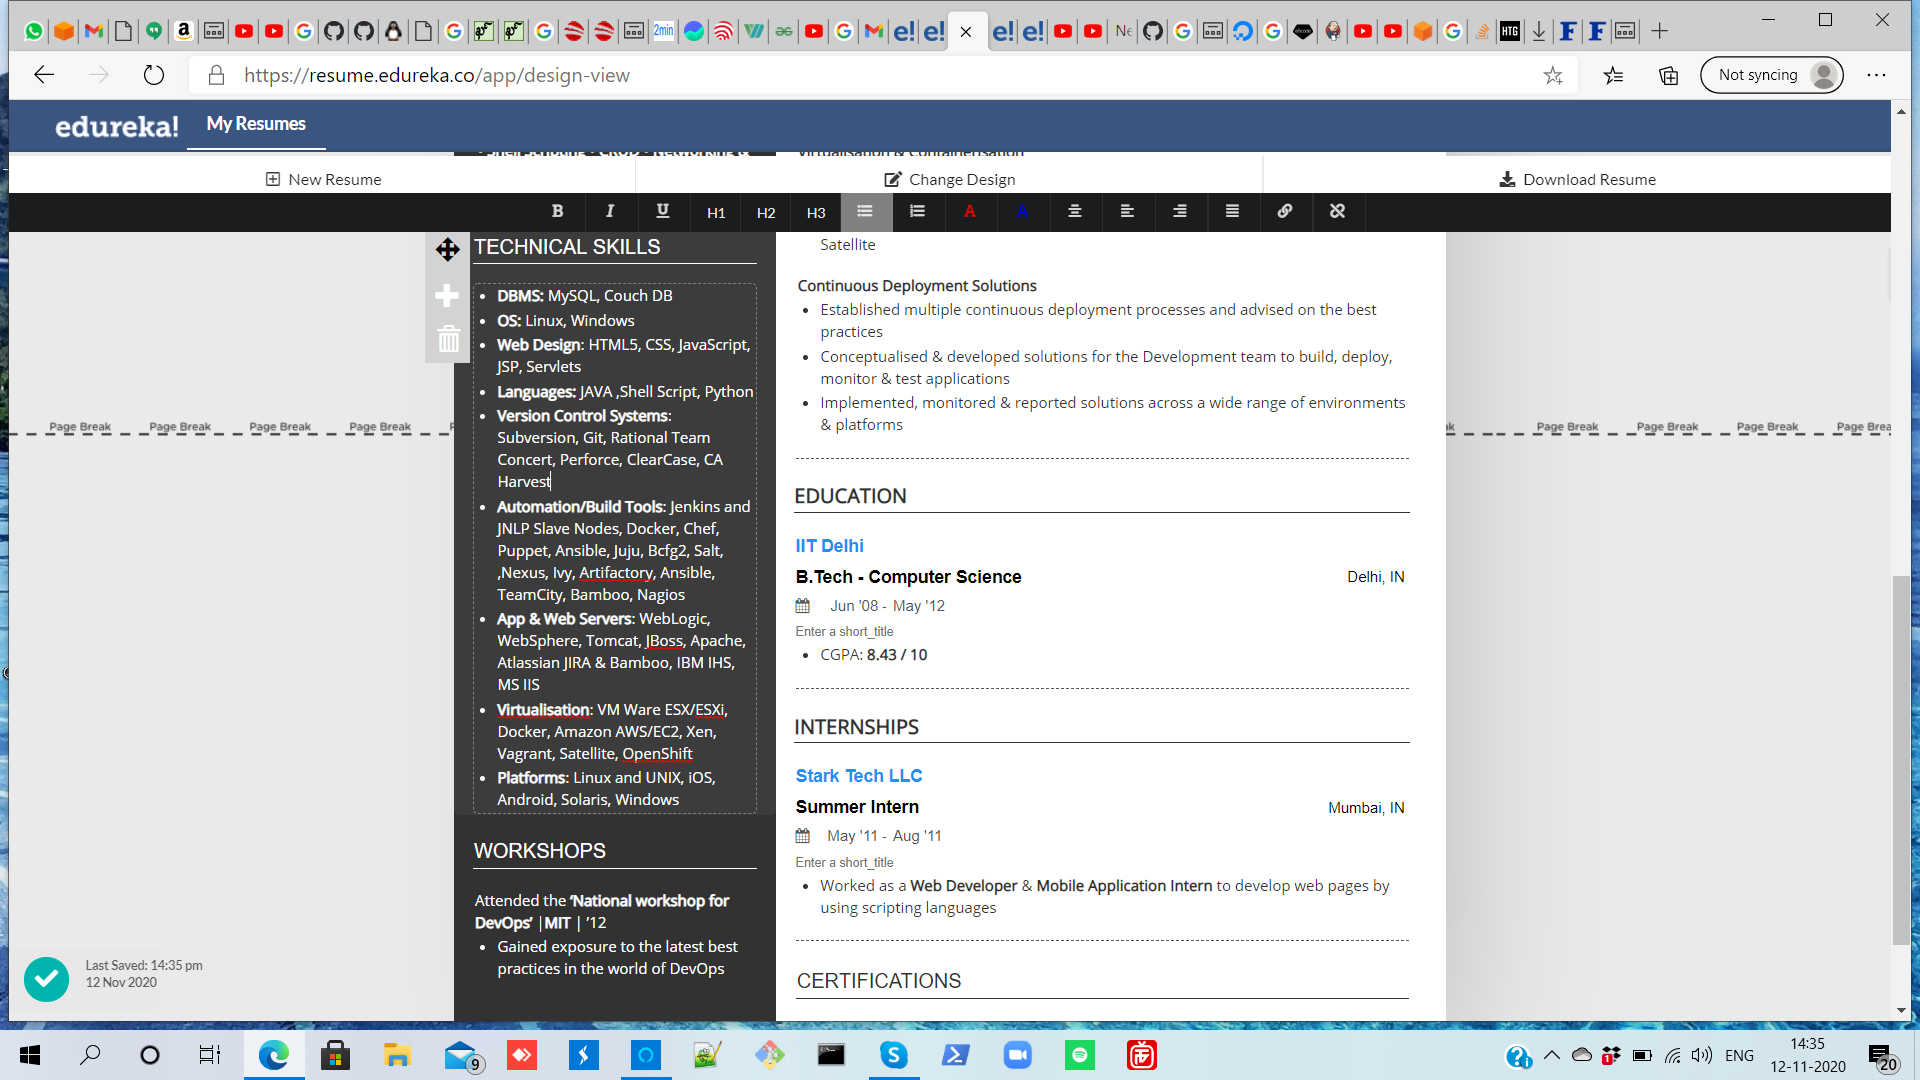 https://resume.edureka.co/app/design-view
Not syncing
edureka!
My Resumes
New Resume
Change Design
Download Resume
B I U H1 H2 H3 A A
TECHNICAL SKILLS
DBMS: MySQL, Couch DB
OS: Linux, Windows
Web Design: HTML5, CSS, JavaScript,
JSP, Servlets
Languages: JAVA ,Shell Script, Python
Version Control Systems:
Subversion, Git, Rational Team
Concert, Perforce, ClearCase, CA
Harvest
Automation/Build Tools: Jenkins and
JNLP Slave Nodes, Docker, Chef,
Puppet, Ansible, Juju, Bcfg2, Salt,
,Nexus, Ivy, Artifactory, Ansible,
TeamCity, Bamboo, Nagios
App & Web Servers: WebLogic,
WebSphere, Tomcat, JBoss, Apache,
Atlassian JIRA & Bamboo, IBM IHS,
MS IIS
Virtualisation: VM Ware ESX/ESXi,
Docker, Amazon AWS/EC2, Xen,
Vagrant, Satellite, OpenShift
Platforms: Linux and UNIX, iOS,
Android, Solaris, Windows
WORKSHOPS
Attended the ‘National workshop for
DevOps’ |MIT | ’12
Gained exposure to the latest best
practices in the world of DevOps
Satellite
Continuous Deployment Solutions
Established multiple continuous deployment processes and advised on the best
practices
Conceptualised & developed solutions for the Development team to build, deploy,
monitor & test applications
Implemented, monitored & reported solutions across a wide range of environments
& platforms
EDUCATION
IIT Delhi
B.Tech - Computer Science
Delhi, IN
Jun '08 - May '12
Enter a short_title
CGPA: 8.43 / 10
INTERNSHIPS
Stark Tech LLC
Summer Intern
Mumbai, IN
May '11 - Aug '11
Enter a short_title
Worked as a Web Developer & Mobile Application Intern to develop web pages by
using scripting languages
CERTIFICATIONS
Page Break Page Break Page Break Page Break
Page Break Page Break Page Break Page Brea
Last Saved: 14:35 pm
12 Nov 2020
9
1
ENG
14:35
12-11-2020
20